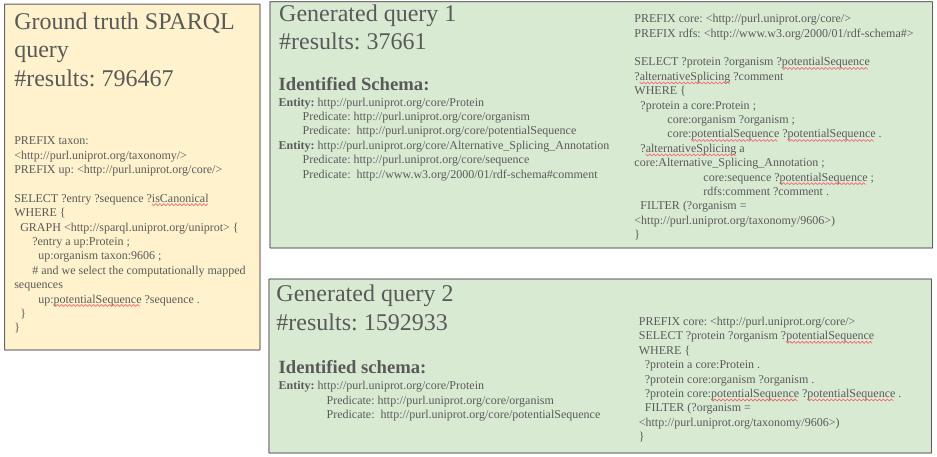 Ground truth SPARQL
query
#results: 796467
PREFIX taxon:
<http://purl.uniprot.org/taxonomy/>
PREFIX up: <http://purl.uniprot.org/core/>
SELECT ?entry ?sequence ?isCanonical
WHERE {
GRAPH <http://sparql.uniprot.org/uniprot> {
?entry a up:Protein ;
up:organism taxon:9606 ;
# and we select the computationally mapped
sequences
up:potentialSequence ?sequence .
}
}
Generated query 1
#results: 37661
Identified Schema:
Entity: http://purl.uniprot.org/core/Protein
Predicate: http://purl.uniprot.org/core/organism
Predicate:  http://purl.uniprot.org/core/potentialSequence
Entity: http://purl.uniprot.org/core/Alternative_Splicing_Annotation
Predicate: http://purl.uniprot.org/core/sequence
Predicate:  http://www.w3.org/2000/01/rdf-schema#comment
PREFIX core: <http://purl.uniprot.org/core/>
PREFIX rdfs: <http://www.w3.org/2000/01/rdf-schema#>
SELECT ?protein ?organism ?potentialSequence
?alternativeSplicing ?comment
WHERE {
?protein a core:Protein ;
core:organism ?organism ;
core:potentialSequence ?potentialSequence .
?alternativeSplicing a
core:Alternative_Splicing_Annotation ;
core:sequence ?potentialSequence ;
rdfs:comment ?comment .
FILTER (?organism =
<http://purl.uniprot.org/taxonomy/9606>)
}
Generated query 2
#results: 1592933
Identified schema:
Entity: http://purl.uniprot.org/core/Protein
Predicate: http://purl.uniprot.org/core/organism
Predicate:  http://purl.uniprot.org/core/potentialSequence
PREFIX core: <http://purl.uniprot.org/core/>
SELECT ?protein ?organism ?potentialSequence
WHERE {
?protein a core:Protein .
?protein core:organism ?organism .
?protein core:potentialSequence ?potentialSequence .
FILTER (?organism =
<http://purl.uniprot.org/taxonomy/9606>)
}